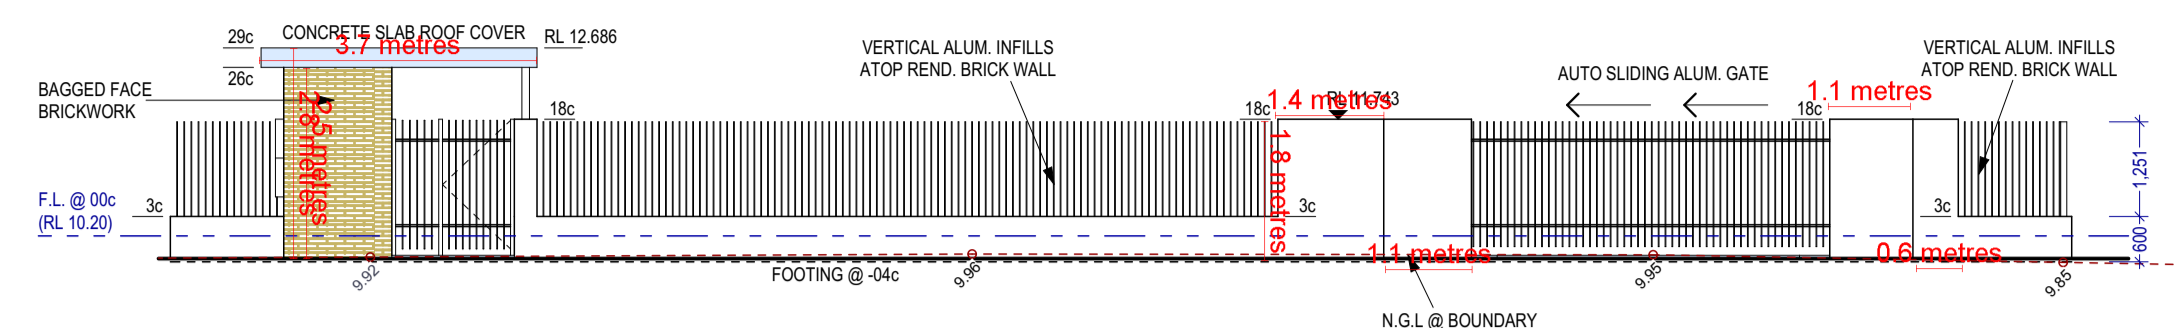 CONCRETE SLAB ROOF COVER
3.7 metres
29c
RL 12.686
26c
BAGGED FACE
BRICKWORK
2.5 metres
2.8 metres
18c
VERTICAL ALUM. INFILLS
ATOP REND. BRICK WALL
18c
1.4 metres
RL 11.743
1.8 metres
AUTO SLIDING ALUM. GATE
1.1 metres
18c
VERTICAL ALUM. INFILLS
ATOP REND. BRICK WALL
1,251
600
F.L. @ 00c
(RL 10.20)
3c
3c
3c
1.1 metres
0.6 metres
9.92
FOOTING @ -04c
9.96
9.95
9.85
N.G.L @ BOUNDARY